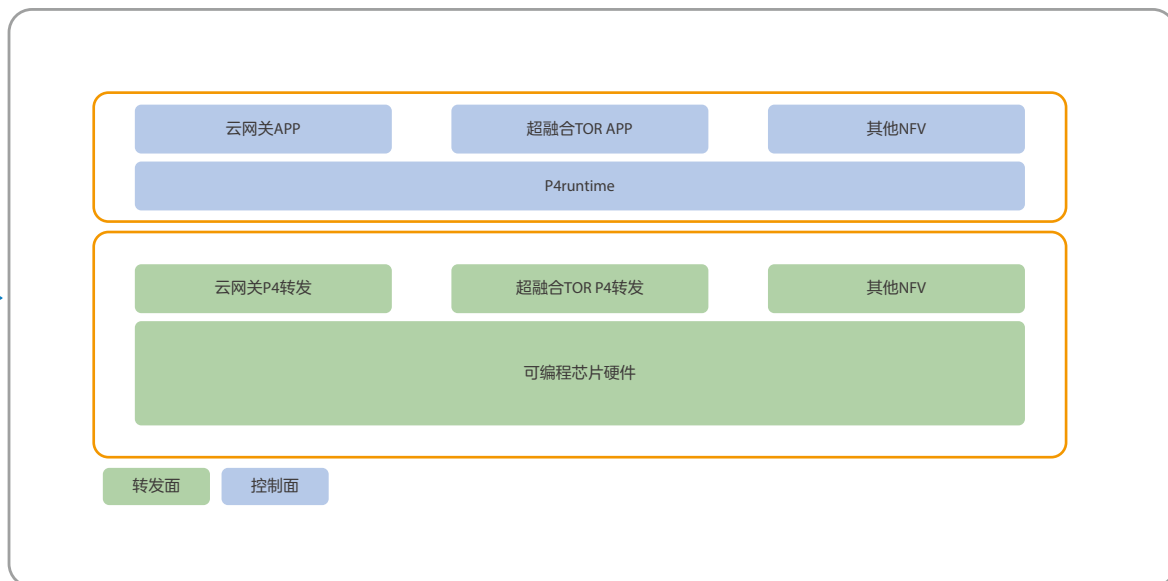 云网关APP
超融合TOR APP
其他NFV
P4runtime
云网关P4转发
超融合TOR P4转发
其他NFV
可编程芯片硬件
转发面
控制面